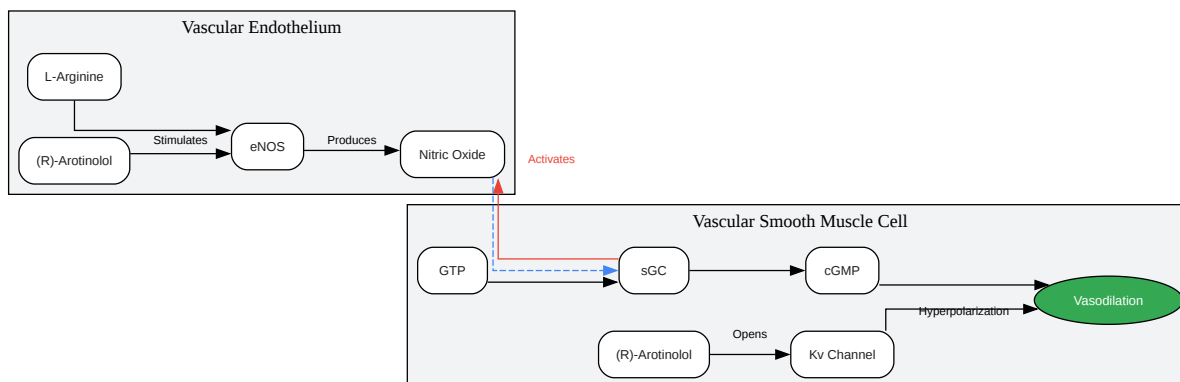 Vascular Endothelium
L-Arginine
Stimulates
(R)-Arotinolol
eNOS
Produces
Nitric Oxide
Activates
Vascular Smooth Muscle Cell
GTP
sGC
cGMP
Vasodilation
Hyperpolarization
(R)-Arotinolol
Opens
Kv Channel